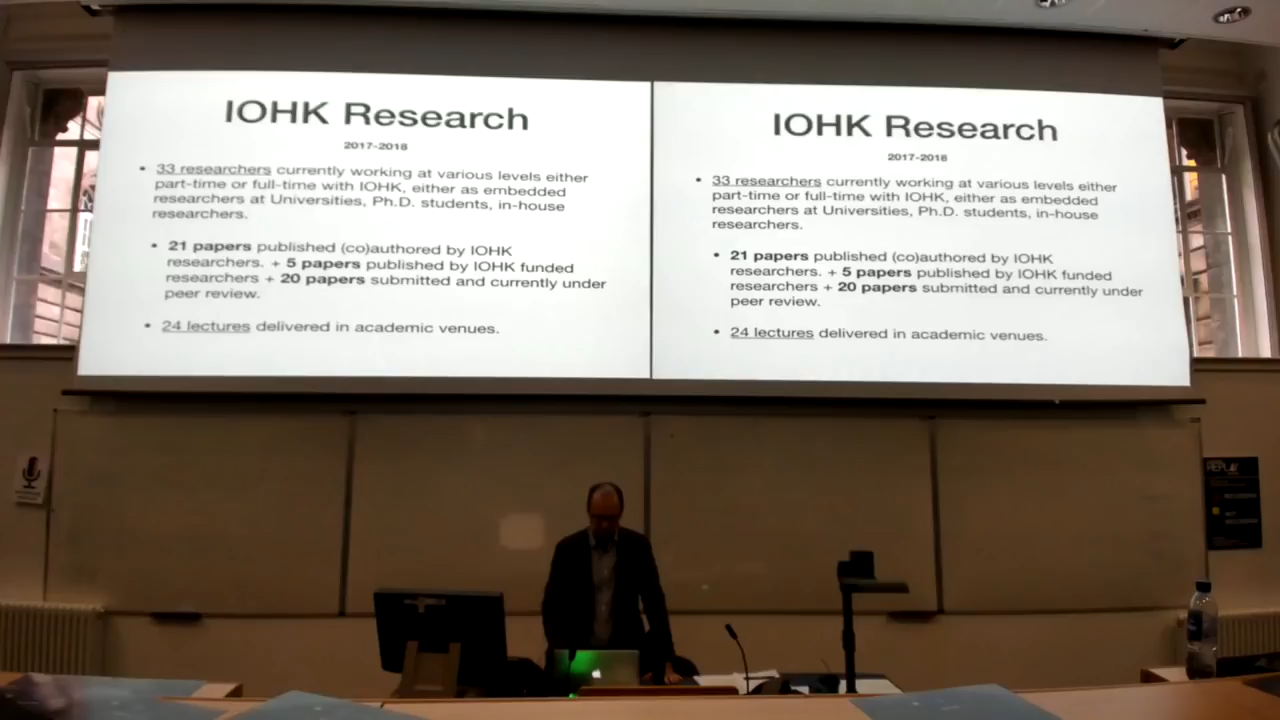 IOHK Research
2017-2018
• 33 researchers currently working at various levels either
part-time or full-time with IOHK, either as embedded
researchers at Universities, Ph.D. students, in-house
researchers.
• 21 papers published (co)authored by IOHK
researchers. + 5 papers published by IOHK funded
researchers + 20 papers submitted and currently under
peer review.
• 24 lectures delivered in academic venues.
IOHK Research
2017-2018
• 33 researchers currently working at various levels either
part-time or full-time with IOHK, either as embedded
researchers at Universities, Ph.D. students, in-house
researchers.
• 21 papers published (co)authored by IOHK
researchers. + 5 papers published by IOHK funded
researchers + 20 papers submitted and currently under
peer review.
• 24 lectures delivered in academic venues.
REPLAY